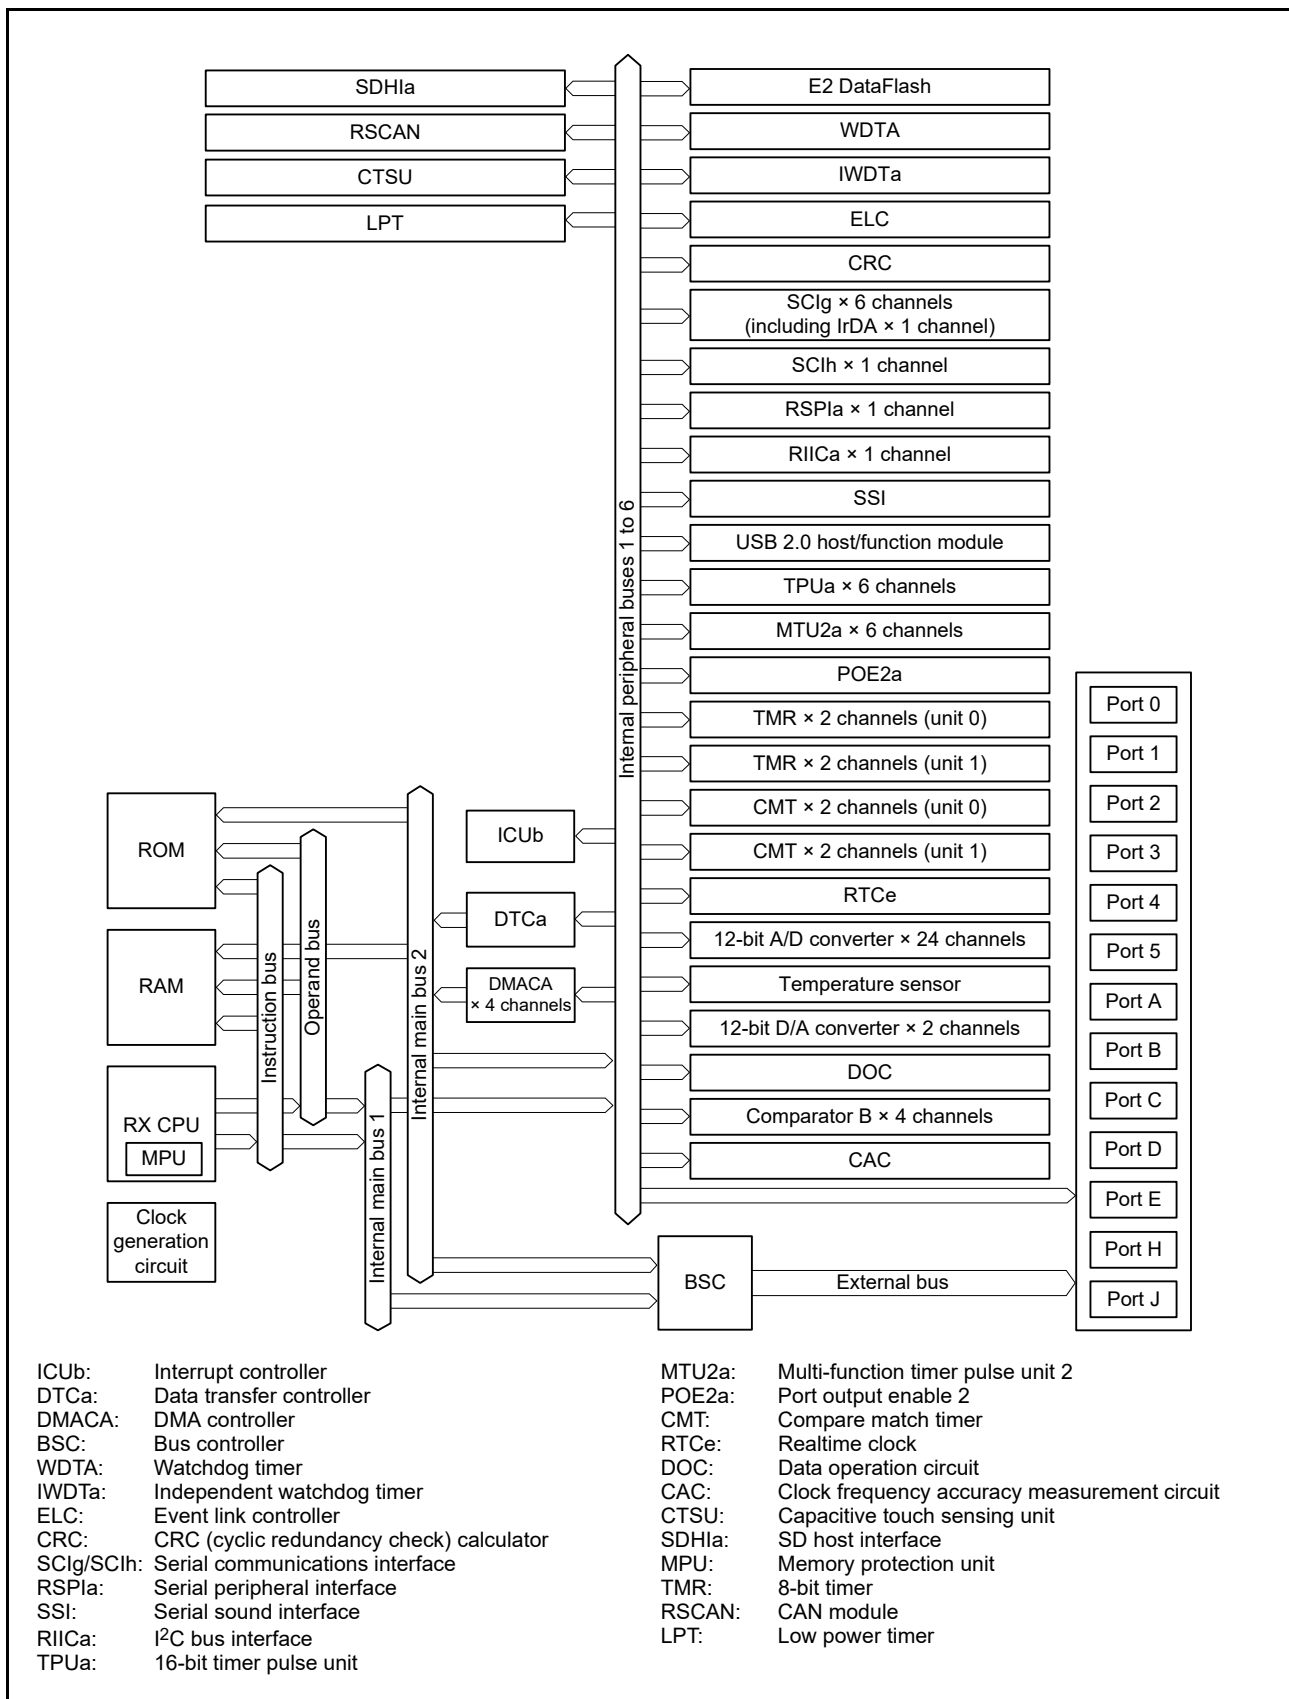 SDHIa
RSCAN
CTSU
LPT
E2 DataFlash
WDTA
IWDTa
ELC
CRC
SCIg × 6 channels
(including IrDA × 1 channel)
SCIh × 1 channel
RSPIa × 1 channel
RIICa × 1 channel
SSI
USB 2.0 host/function module
TPUa × 6 channels
MTU2a × 6 channels
POE2a
TMR × 2 channels (unit 0)
TMR × 2 channels (unit 1)
CMT × 2 channels (unit 0)
CMT × 2 channels (unit 1)
RTCe
12-bit A/D converter × 24 channels
Temperature sensor
12-bit D/A converter × 2 channels
DOC
Comparator B × 4 channels
CAC
Internal peripheral buses 1 to 6
Port 0
Port 1
Port 2
Port 3
Port 4
Port 5
Port A
Port B
Port C
Port D
Port E
Port H
Port J
ROM
RAM
RX CPU
MPU
Clock
generation
circuit
Instruction bus
Operand bus
Internal main bus 1
Internal main bus 2
ICUb
DTCa
DMACA
× 4 channels
BSC
External bus
ICUb: Interrupt controller
DTCa: Data transfer controller
DMACA: DMA controller
BSC: Bus controller
WDTA: Watchdog timer
IWDTa: Independent watchdog timer
ELC: Event link controller
CRC: CRC (cyclic redundancy check) calculator
SCIg/SCIh: Serial communications interface
RSPIa: Serial peripheral interface
SSI: Serial sound interface
RIICa: I²C bus interface
TPUa: 16-bit timer pulse unit
MTU2a: Multi-function timer pulse unit 2
POE2a: Port output enable 2
CMT: Compare match timer
RTCe: Realtime clock
DOC: Data operation circuit
CAC: Clock frequency accuracy measurement circuit
CTSU: Capacitive touch sensing unit
SDHIa: SD host interface
MPU: Memory protection unit
TMR: 8-bit timer
RSCAN: CAN module
LPT: Low power timer